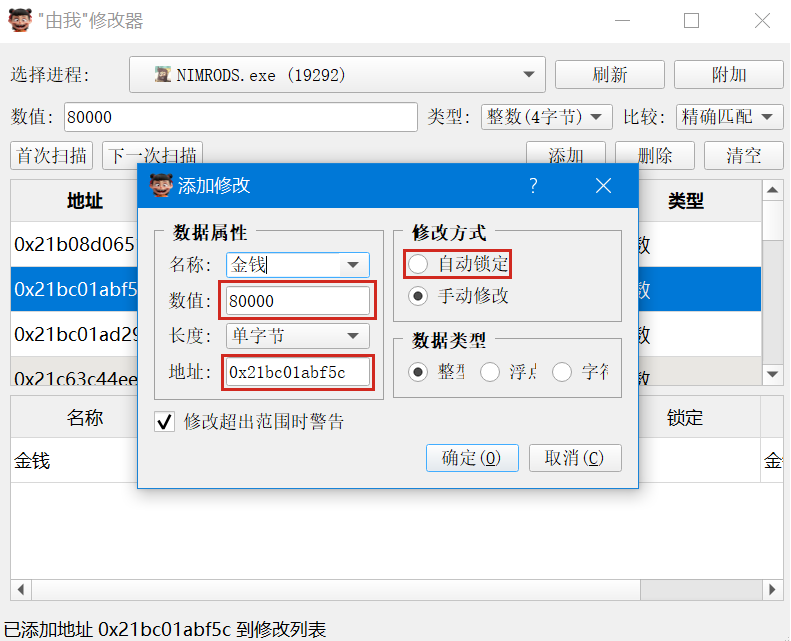 "由我"修改器
选择进程: NIMRODS.exe (19292) 刷新 附加
数值: 80000 类型: 整数(4字节) 比较: 精确匹配
首次扫描 下一次扫描 添加 删除 清空
地址 类型
0x21b08d065
0x21bc01abf5 数
0x21bc01ad29 数
0x21c63c44ee 数
添加修改 ?
数据属性
名称: 金钱
数值: 80000
长度: 单字节
地址: 0x21bc01abf5c
修改超出范围时警告
修改方式
自动锁定
手动修改
数据类型
整型 浮点 字符
确定(O) 取消(C)
名称 锁定
金钱 金
已添加地址 0x21bc01abf5c 到修改列表